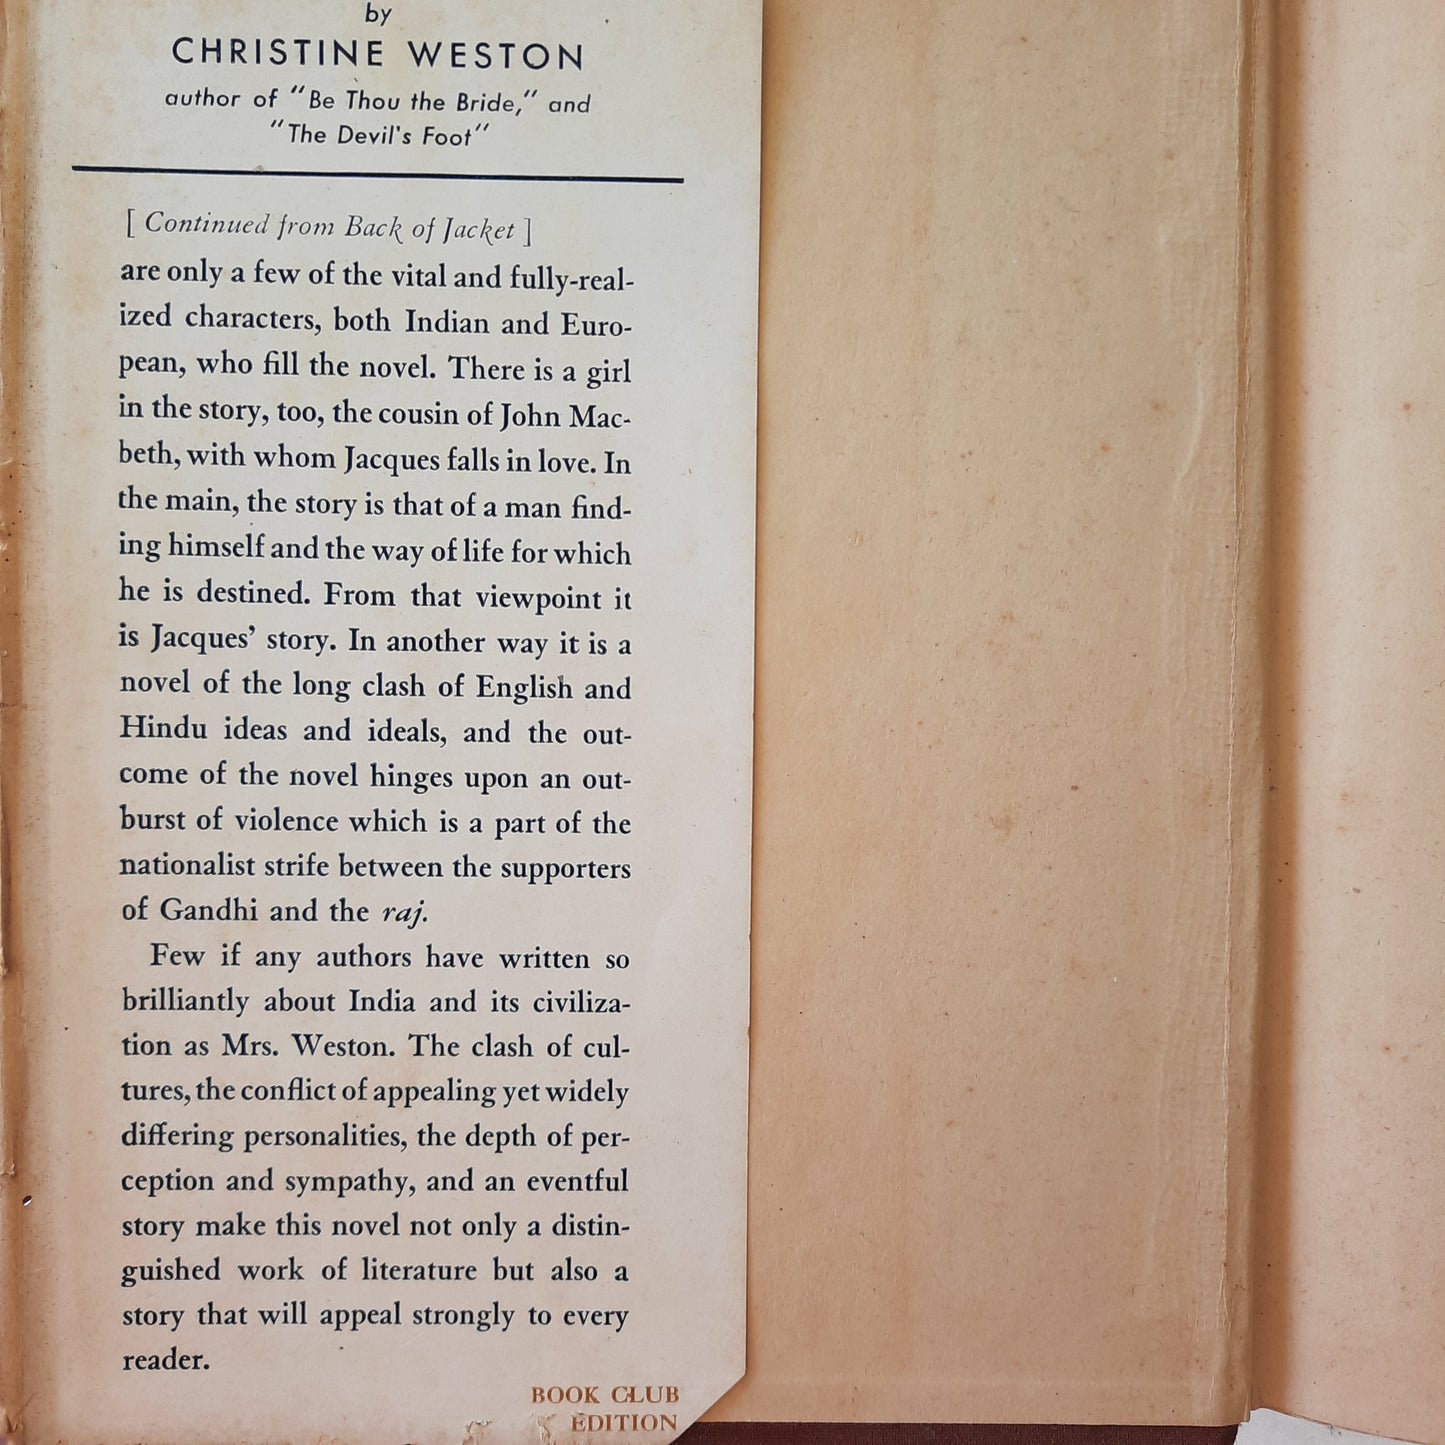 by
CHRISTINE WESTON
author of "Be Thou the Bride," and
"The Devil's Foot"
[ Continued from Back of Jacket ]
are only a few of the vital and fully-real-
ized characters, both Indian and Euro-
pean, who fill the novel. There is a girl
in the story, too, the cousin of John Mac-
beth, with whom Jacques falls in love. In
the main, the story is that of a man find-
ing himself and the way of life for which
he is destined. From that viewpoint it
is Jacques' story. In another way it is a
novel of the long clash of English and
Hindu ideas and ideals, and the out-
come of the novel hinges upon an out-
burst of violence which is a part of the
nationalist strife between the supporters
of Gandhi and the raj.
Few if any authors have written so
brilliantly about India and its civiliza-
tion as Mrs. Weston. The clash of cul-
tures, the conflict of appealing yet widely
differing personalities, the depth of per-
ception and sympathy, and an eventful
story make this novel not only a distin-
guished work of literature but also a
story that will appeal strongly to every
reader.
BOOK CLUB
EDITION